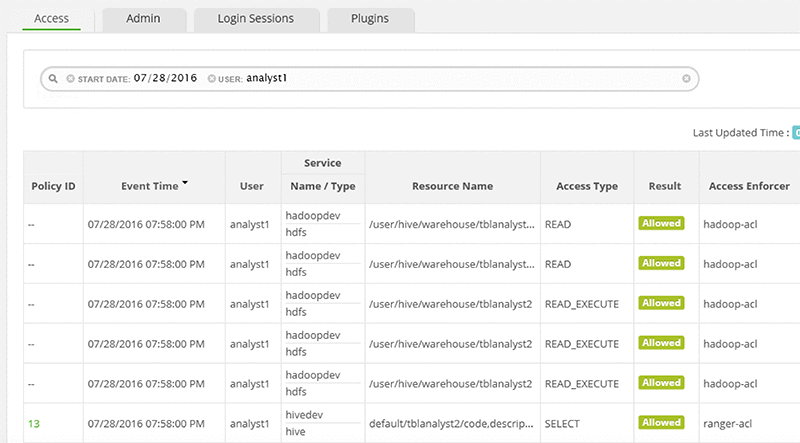 Access Admin Login Sessions Plugins
START DATE: 07/28/2016 USER: analyst1
Last Updated Time :
Policy ID Event Time User Service Name / Type Resource Name Access Type Result Access Enforcer
-- 07/28/2016 07:58:00 PM analyst1 hadoopdev /user/hive/warehouse/tblanalyst... READ Allowed hadoop-acl
hdfs
-- 07/28/2016 07:58:00 PM analyst1 hadoopdev /user/hive/warehouse/tblanalyst... READ Allowed hadoop-acl
hdfs
-- 07/28/2016 07:58:00 PM analyst1 hadoopdev /user/hive/warehouse/tblanalyst2 READ_EXECUTE Allowed hadoop-acl
hdfs
-- 07/28/2016 07:58:00 PM analyst1 hadoopdev /user/hive/warehouse/tblanalyst2 READ_EXECUTE Allowed hadoop-acl
hdfs
-- 07/28/2016 07:58:00 PM analyst1 hadoopdev /user/hive/warehouse/tblanalyst2 READ_EXECUTE Allowed hadoop-acl
hdfs
13 07/28/2016 07:58:00 PM analyst1 hivedev default/tblanalyst2/code,descrip... SELECT Allowed ranger-acl
hive